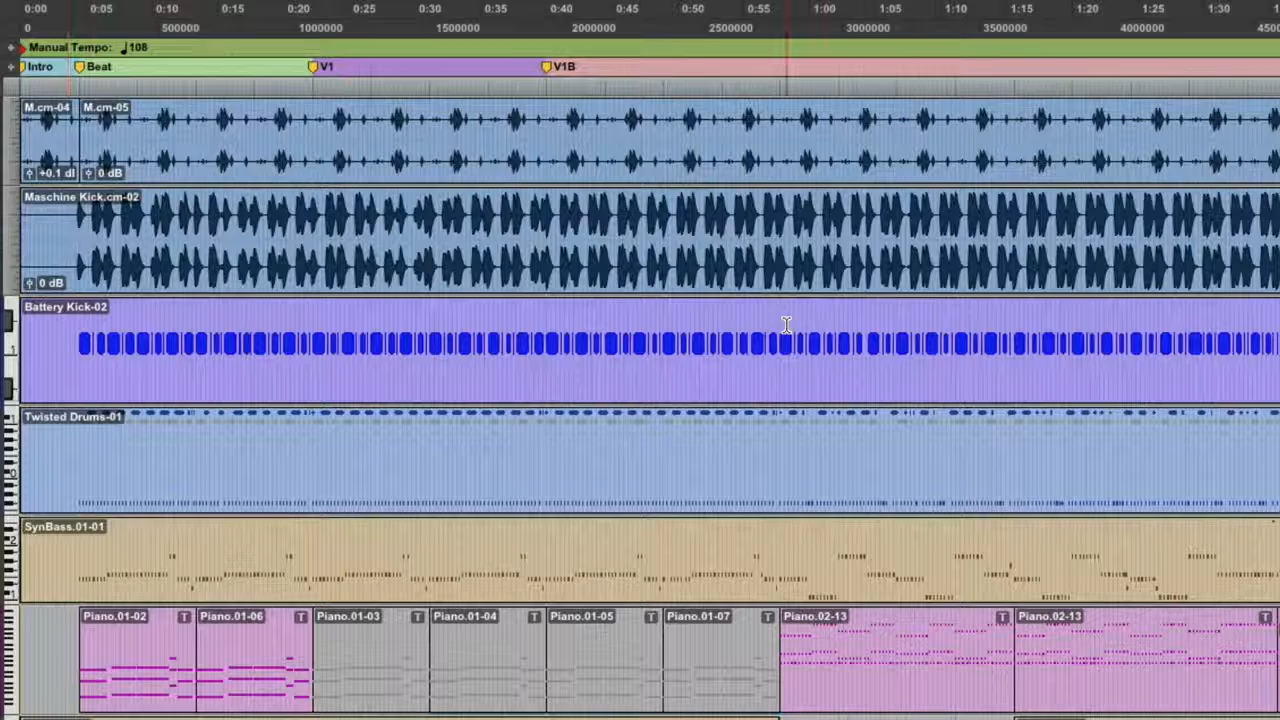 0:00 0:05 0:10 0:15 0:20 0:25 0:30 0:35 0:40 0:45 0:50 0:55 1:00 1:05 1:10 1:15 1:20 1:25 1:30
0 500000 1000000 1500000 2000000 2500000 3000000 3500000 4000000
Manual Tempo: ♩108
Intro Beat V1 V1B
M.cm-04 M.cm-05
+0.1 dB 0 dB
Maschine Kick.cm-02
0 dB
Battery Kick-02
1
Twisted Drums-01
SynBass.01-01
2
1
Piano.01-02 T Piano.01-06 T Piano.01-03 T Piano.01-04 T Piano.01-05 T Piano.01-07 T Piano.02-13 T Piano.02-13 T